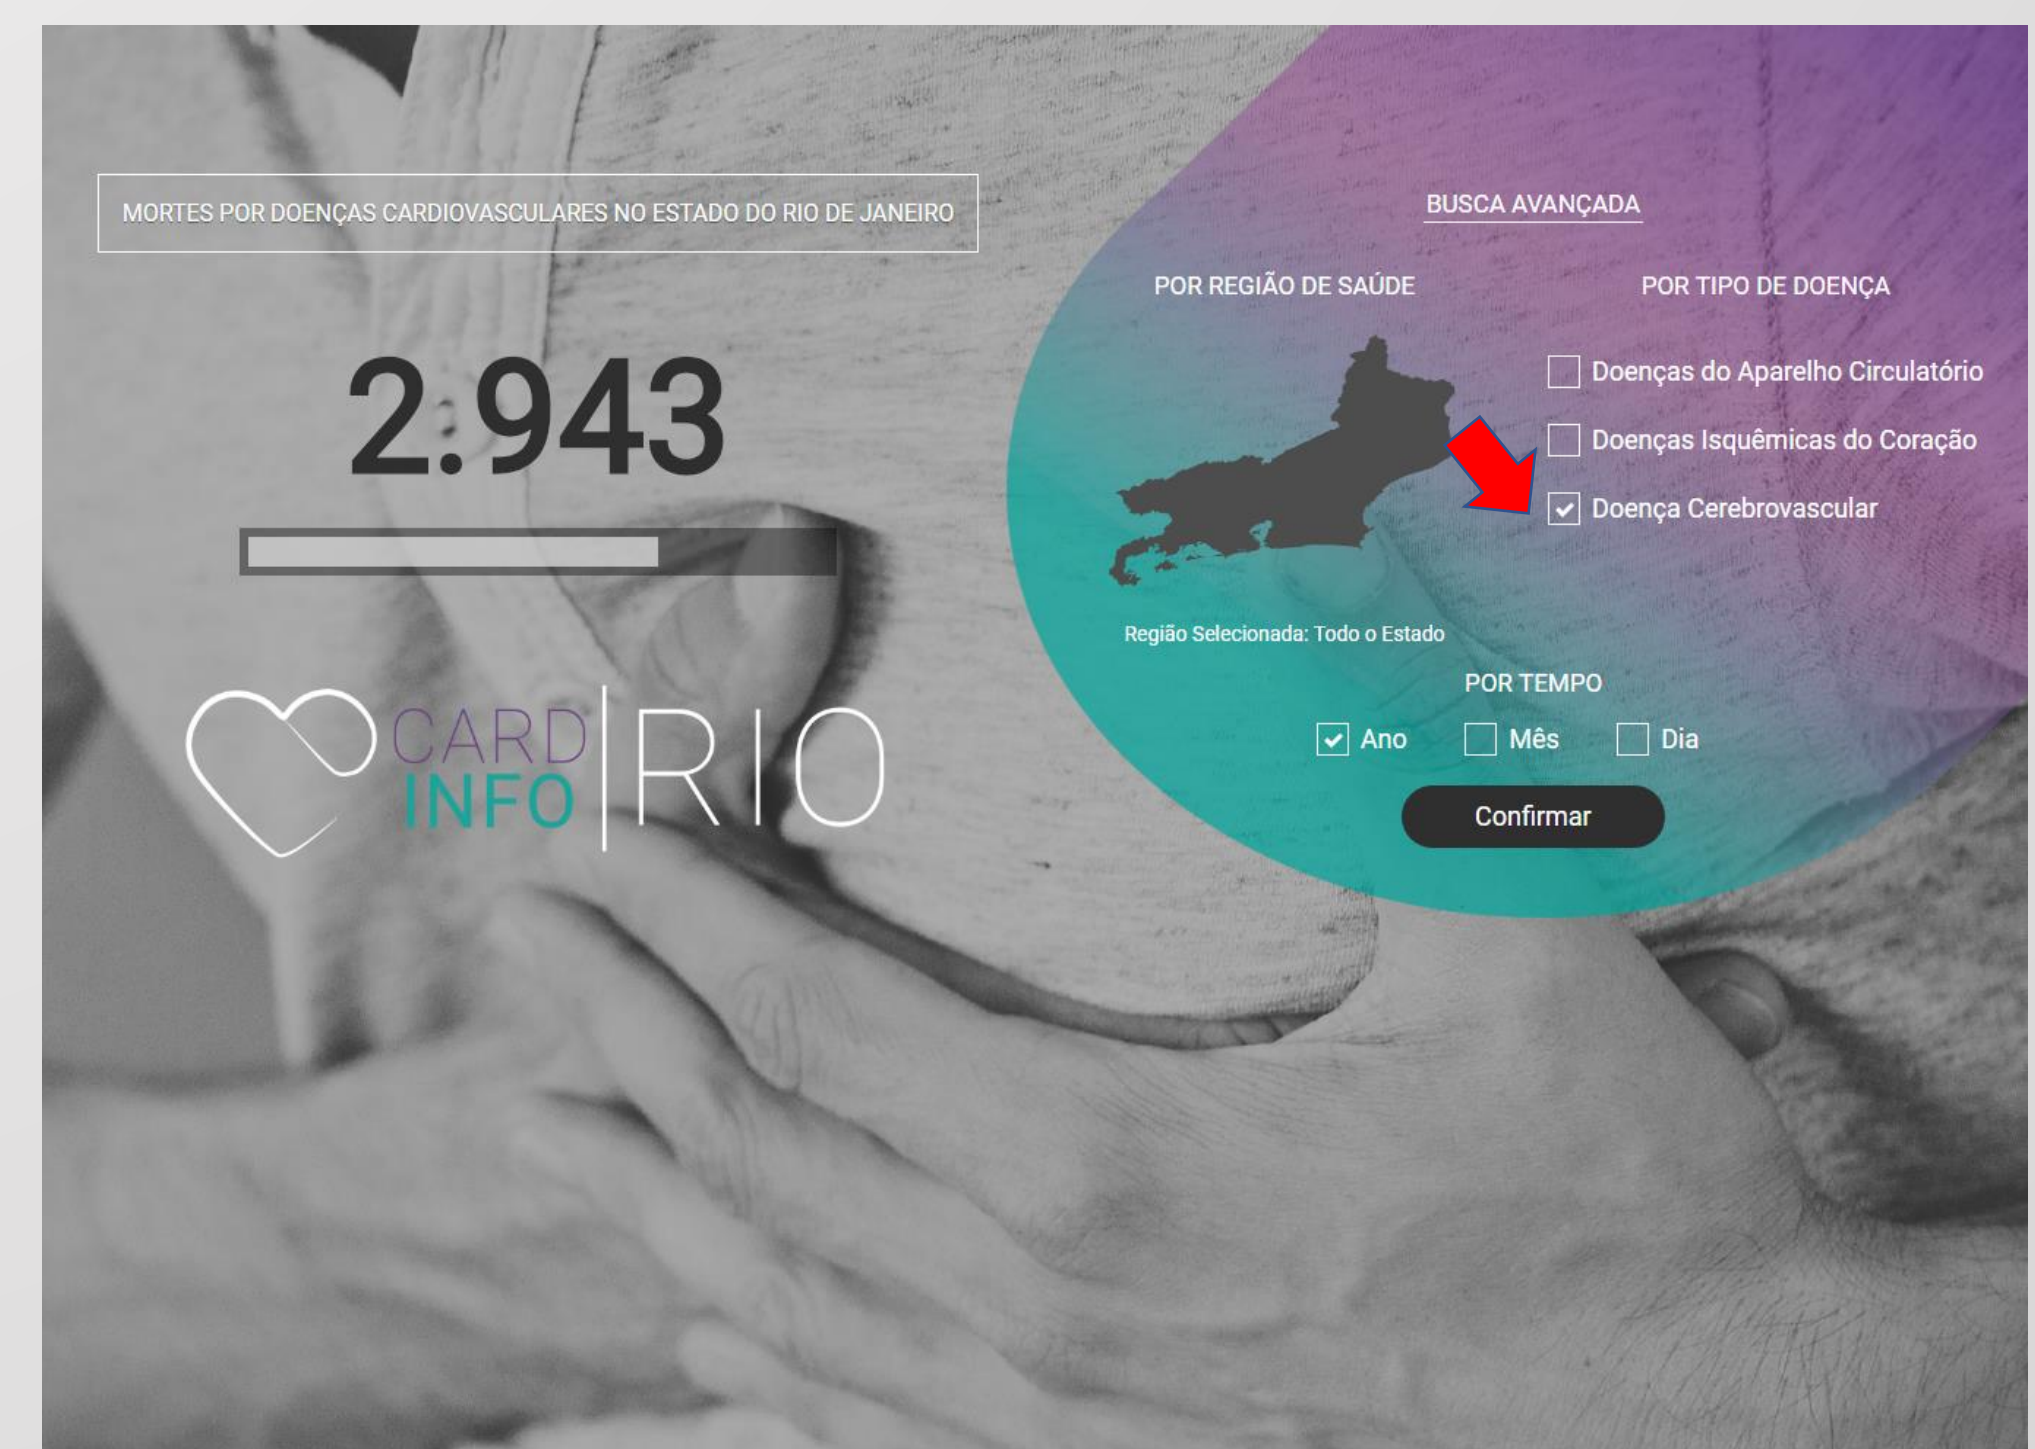 MORTES POR DOENÇAS CARDIOVASCULARES NO ESTADO DO RIO DE JANEIRO
2.943
CARD
INFO
RIO
BUSCA AVANÇADA
POR REGIÃO DE SAÚDE
POR TIPO DE DOENÇA
Doenças do Aparelho Circulatório
Doenças Isquêmicas do Coração
Doença Cerebrovascular
Região Selecionada: Todo o Estado
POR TEMPO
Ano Mês Dia
Confirmar